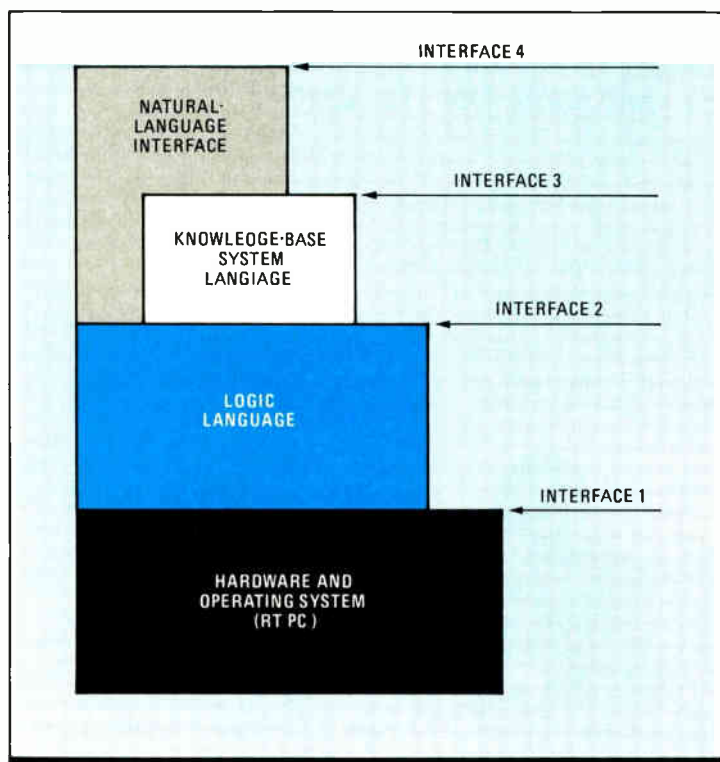 INTERFACE 4
NATURAL-
LANGUAGE
INTERFACE
INTERFACE 3
KNOWLEOGE-BASE
SYSTEM
LANGIAGE
INTERFACE 2
LOGIC
LANGUAGE
INTERFACE 1
HARDWARE AND
OPERATING SYSTEM
(RT PC)